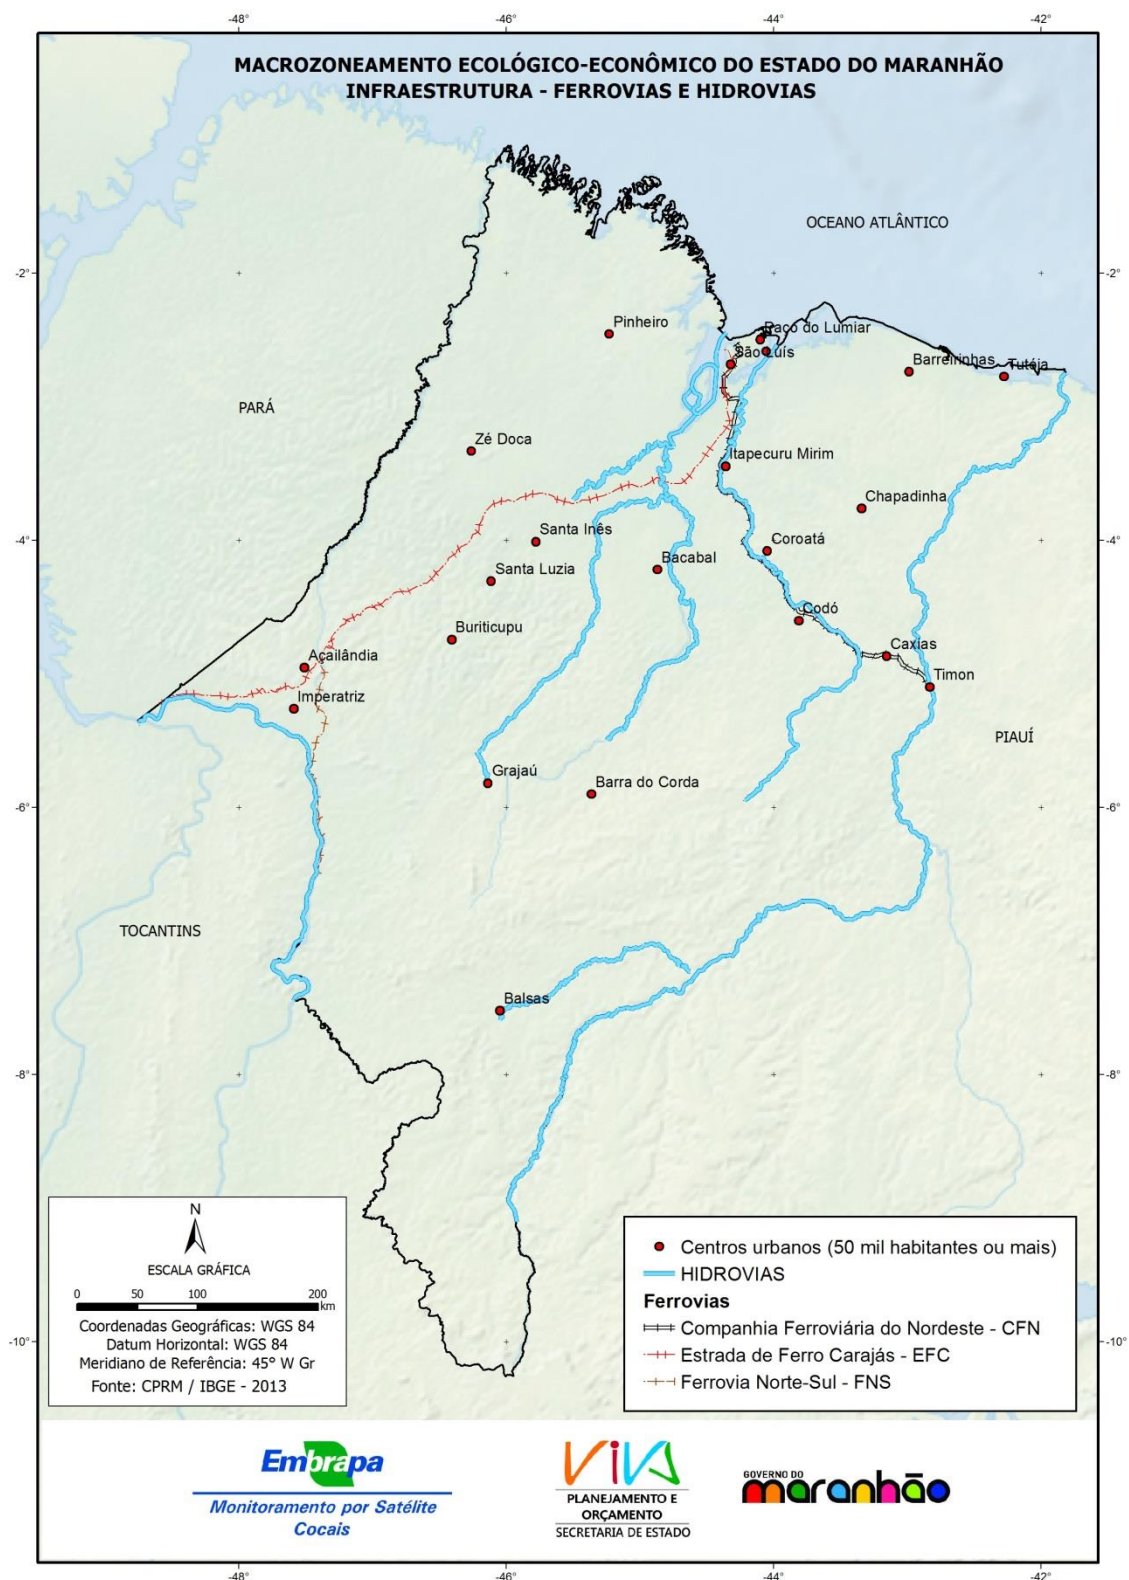 -48°
-46°
-44°
-42°
MACROZONEAMENTO ECOLÓGICO-ECONÔMICO DO ESTADO DO MARANHÃO
INFRAESTRUTURA - FERROVIAS E HIDROVIAS
OCEANO ATLÂNTICO
-2°
-2°
Pinheiro
Paço do Lumiar
São Luís
Barreirinhas
Tutóia
PARÁ
Zé Doca
Itapecuru Mirim
Chapadinha
Santa Inês
Coroatá
-4°
-4°
Santa Luzia
Bacabal
Codó
Buriticupu
Açailândia
Caxias
Timon
Imperatriz
PIAUÍ
Grajaú
Barra do Corda
-6°
-6°
TOCANTINS
Balsas
-8°
-8°
N
ESCALA GRÁFICA
0 50 100 200
km
Coordenadas Geográficas: WGS 84
Datum Horizontal: WGS 84
Meridiano de Referência: 45° W Gr
Fonte: CPRM / IBGE - 2013
Centros urbanos (50 mil habitantes ou mais)
HIDROVIAS
Ferrovias
Companhia Ferroviária do Nordeste - CFN
Estrada de Ferro Carajás - EFC
Ferrovia Norte-Sul - FNS
-10°
-10°
Embrapa
Monitoramento por Satélite
Cocais
VIVA
PLANEJAMENTO E
ORÇAMENTO
SECRETARIA DE ESTADO
GOVERNO DO
maranhão
-48°
-46°
-44°
-42°